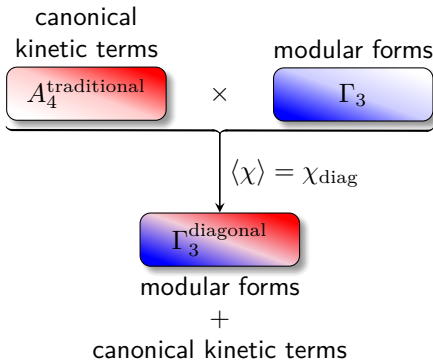 canonical
kinetic terms
modular forms
A_4^traditional × Γ_3
⟨χ⟩ = χ_diag
Γ_3^diagonal
modular forms
+
canonical kinetic terms